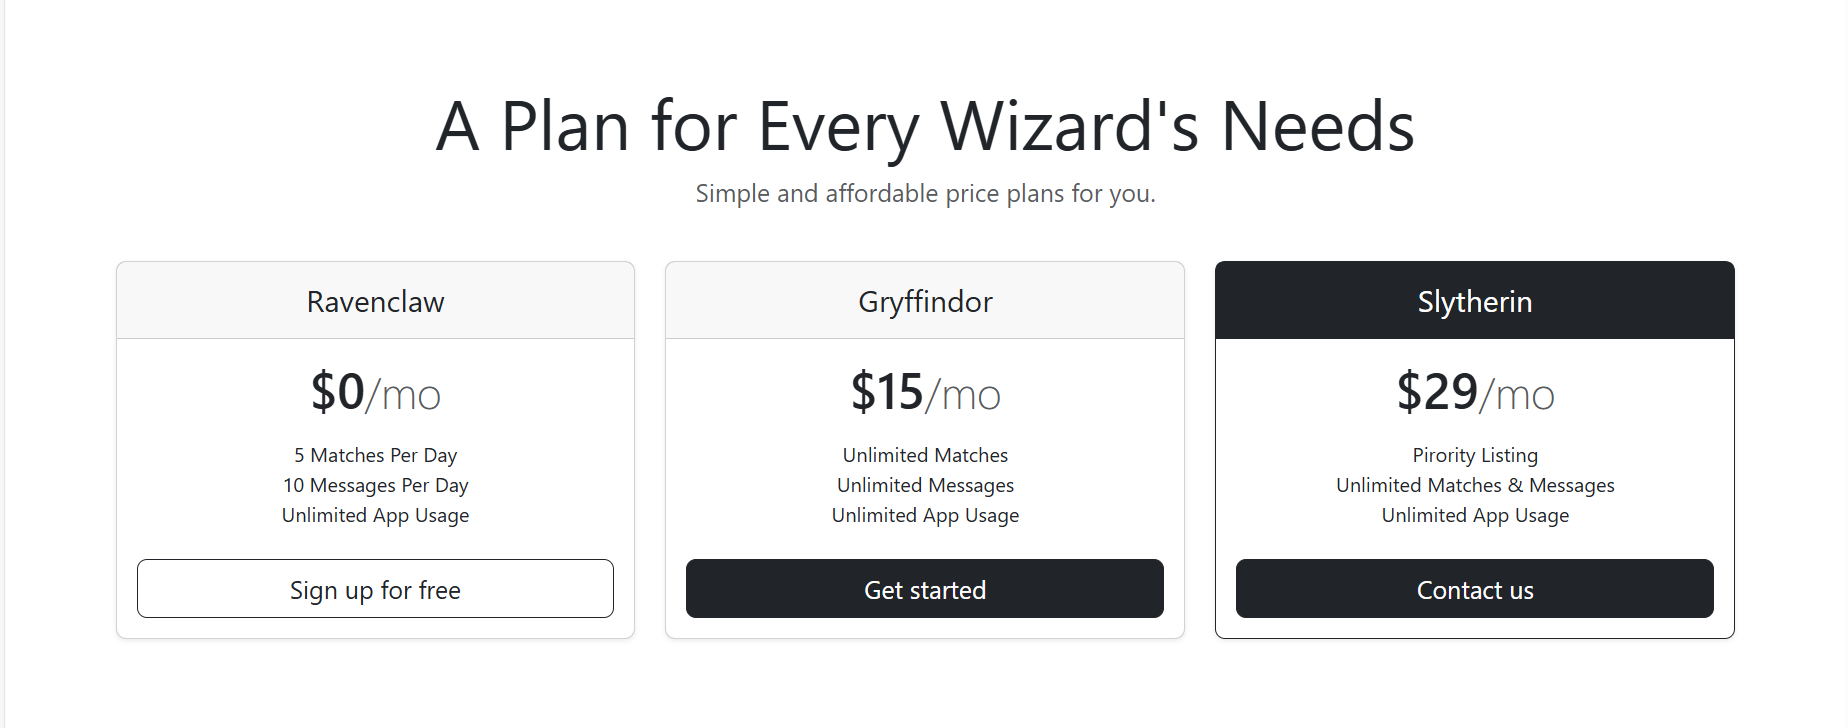 A Plan for Every Wizard's Needs
Simple and affordable price plans for you.
Ravenclaw
$0/mo
5 Matches Per Day
10 Messages Per Day
Unlimited App Usage
Sign up for free
Gryffindor
$15/mo
Unlimited Matches
Unlimited Messages
Unlimited App Usage
Get started
Slytherin
$29/mo
Pirority Listing
Unlimited Matches & Messages
Unlimited App Usage
Contact us